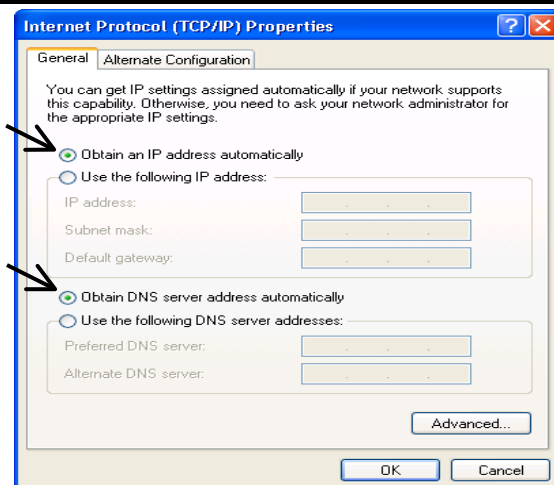 Internet Protocol (TCP/IP) Properties
General
Alternate Configuration
You can get IP settings assigned automatically if your network supports
this capability. Otherwise, you need to ask your network administrator for
the appropriate IP settings.
Obtain an IP address automatically
Use the following IP address:
IP address:
Subnet mask:
Default gateway:
Obtain DNS server address automatically
Use the following DNS server addresses:
Preferred DNS server:
Alternate DNS server:
Advanced...
OK
Cancel